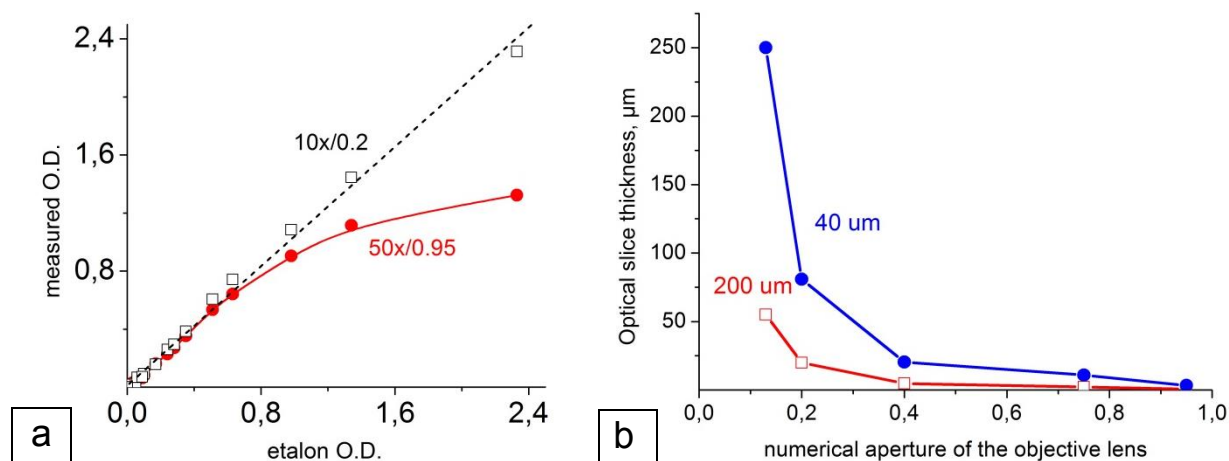 2,4
1,6
0,8
0,0
0,8
1,6
2,4
measured O.D.
etalon O.D.
10x/0.2
50x/0.95
a
250
200
150
100
50
0,0
0,2
0,4
0,6
0,8
1,0
Optical slice thickness, µm
numerical aperture of the objective lens
40 um
200 um
b